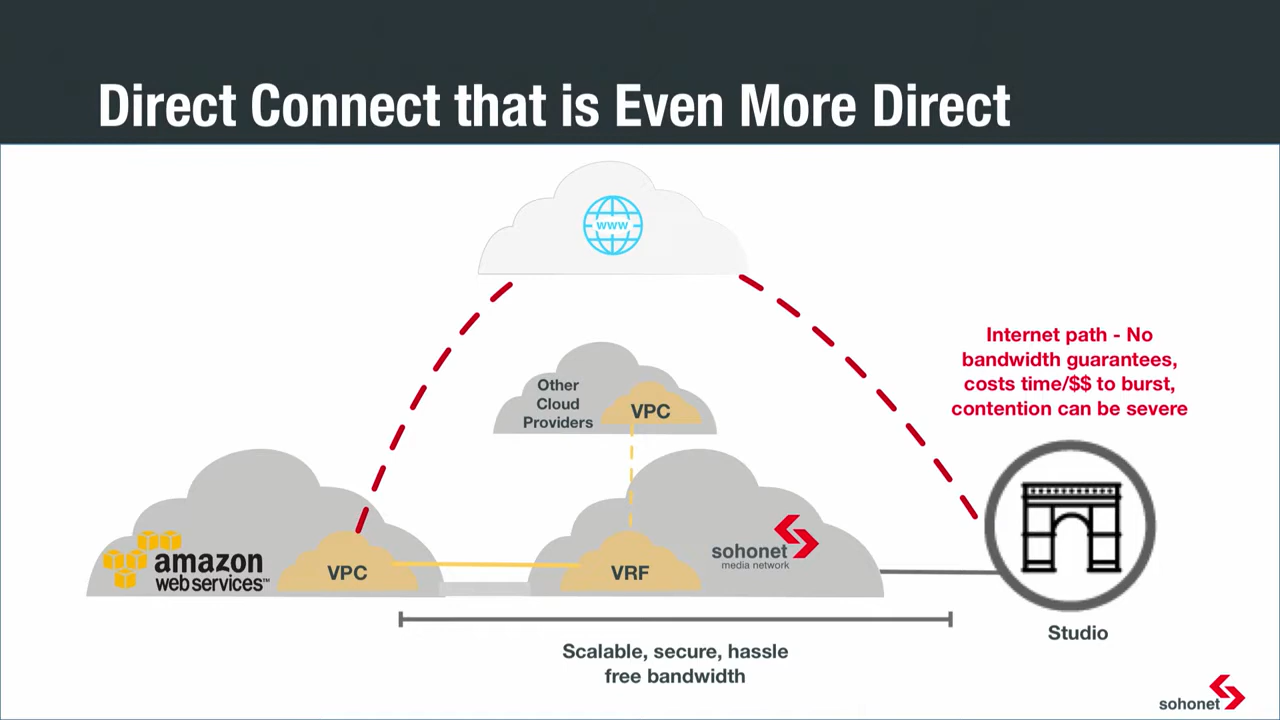 Direct Connect that is Even More Direct
www
Internet path - No
bandwidth guarantees,
costs time/$$ to burst,
contention can be severe
Other
Cloud
Providers
VPC
amazon
web services™
VPC
VRF
sohonet
media network
Studio
Scalable, secure, hassle
free bandwidth
sohonet